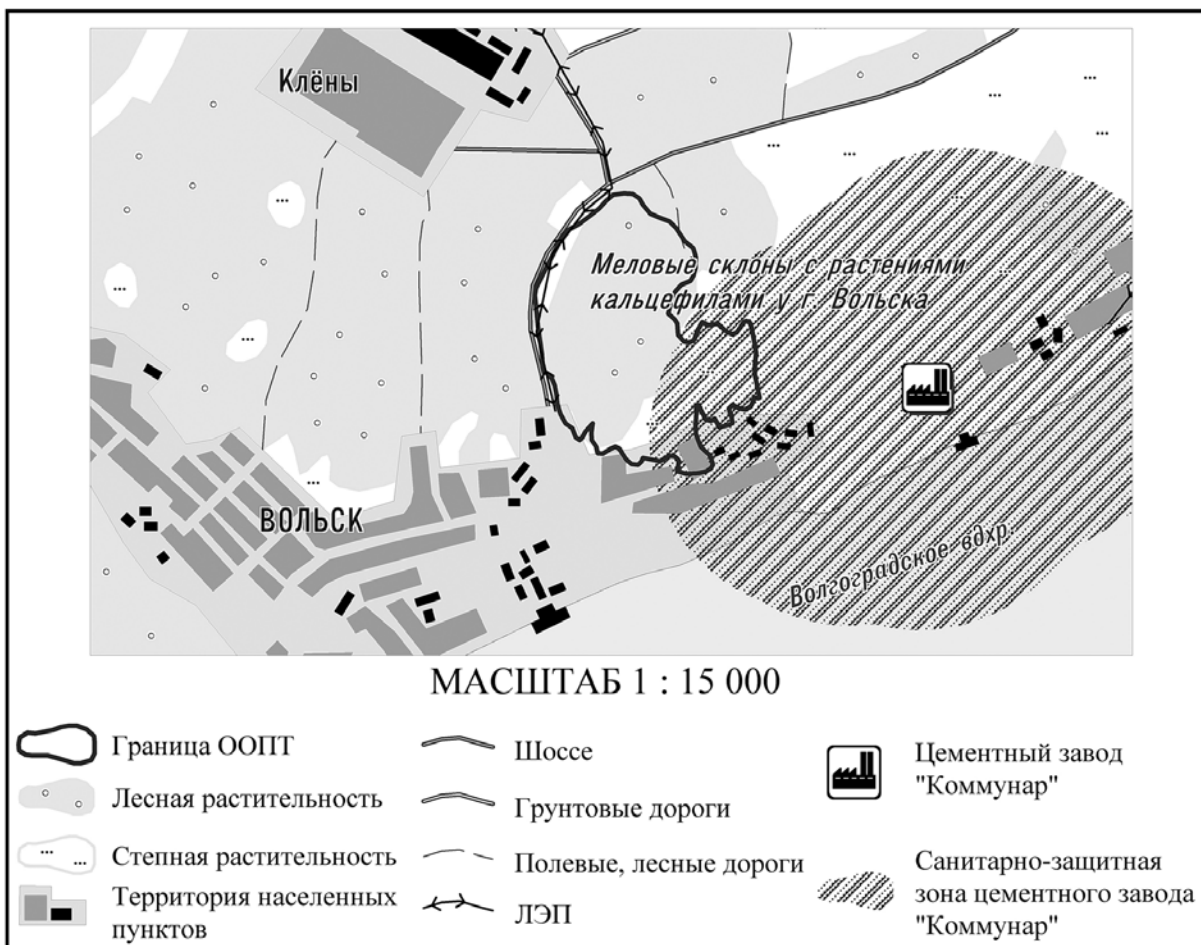 Клёны
Меловые склоны с растениями
кальцефилами у г. Вольска
ВОЛЬСК
Волгоградское вдхр.
МАСШТАБ 1 : 15 000
Граница ООПТ
Лесная растительность
Степная растительность
Территория населенных
пунктов
Шоссе
Грунтовые дороги
Полевые, лесные дороги
ЛЭП
Цементный завод
"Коммунар"
Санитарно-защитная
зона цементного завода
"Коммунар"